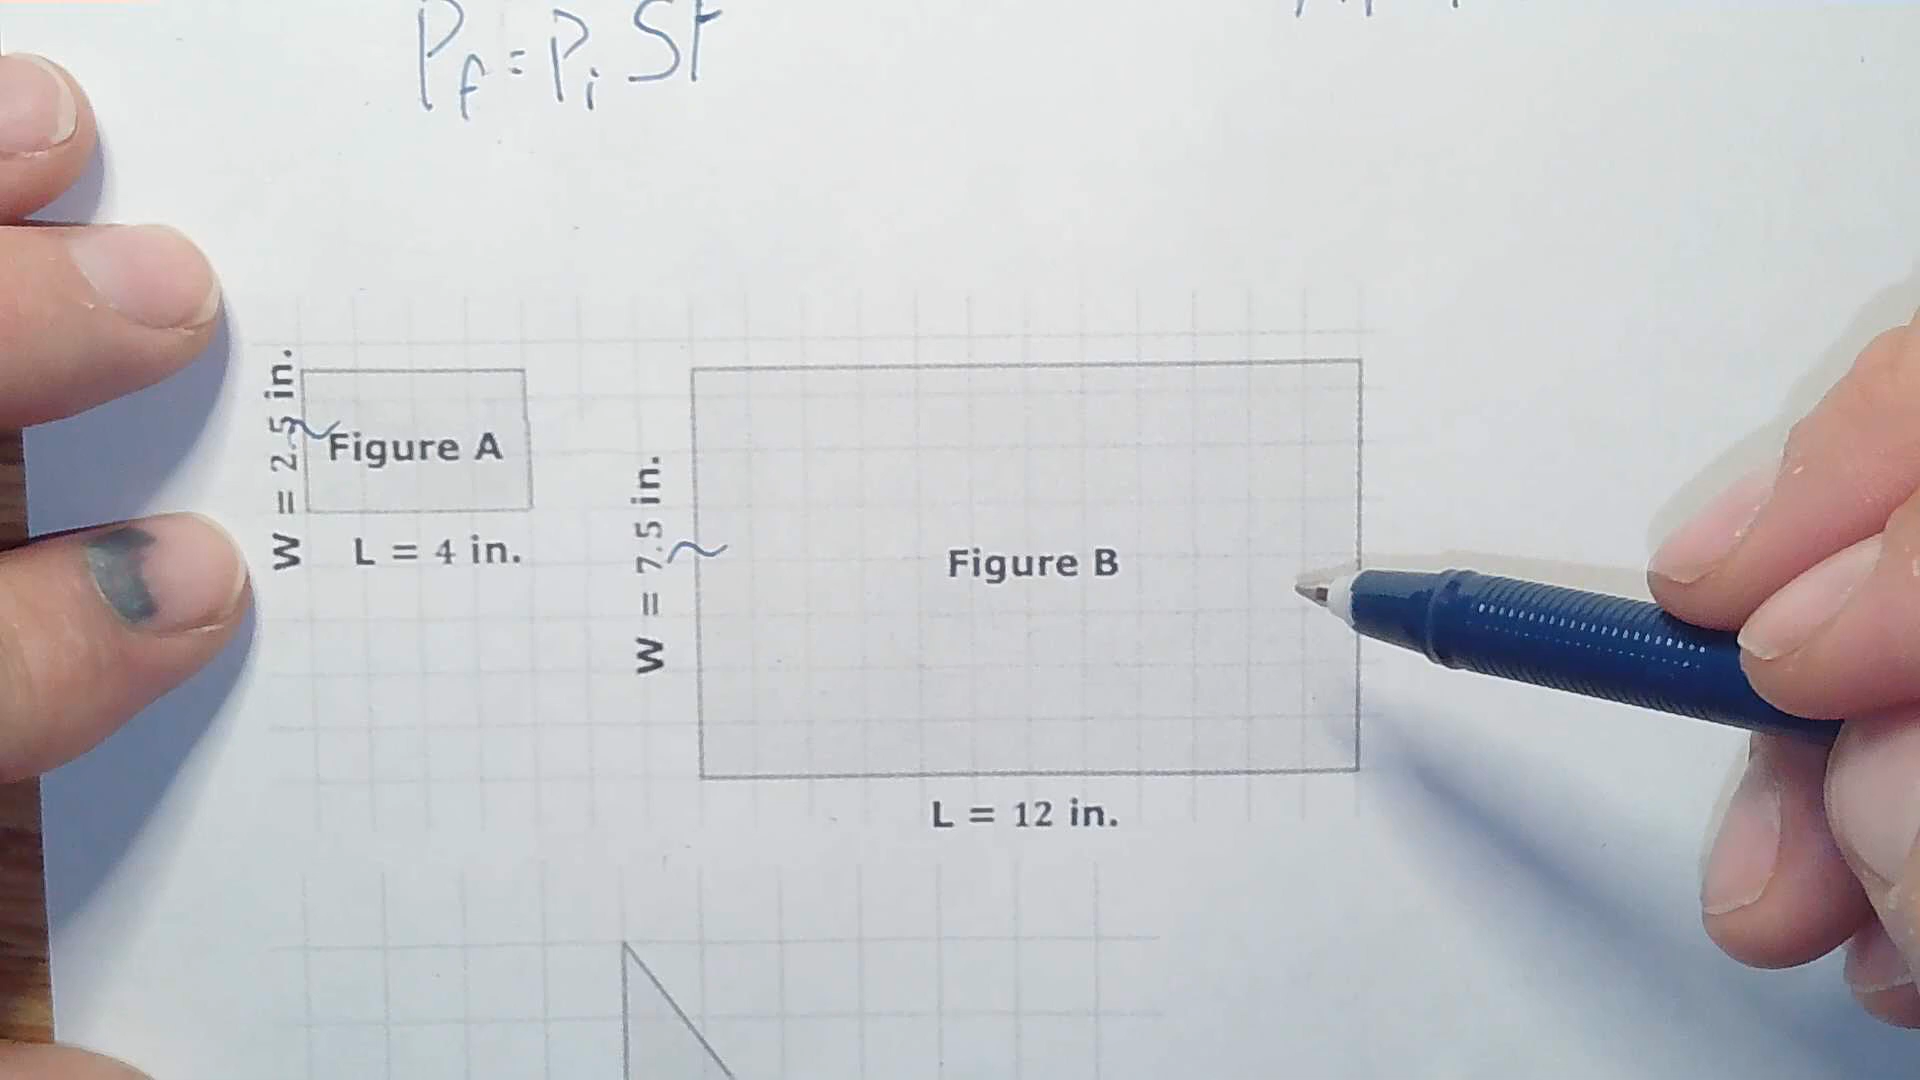 Pf = Pi SF
W = 2.5 in.
Figure A
L = 4 in.
W = 7.5 in.
Figure B
L = 12 in.